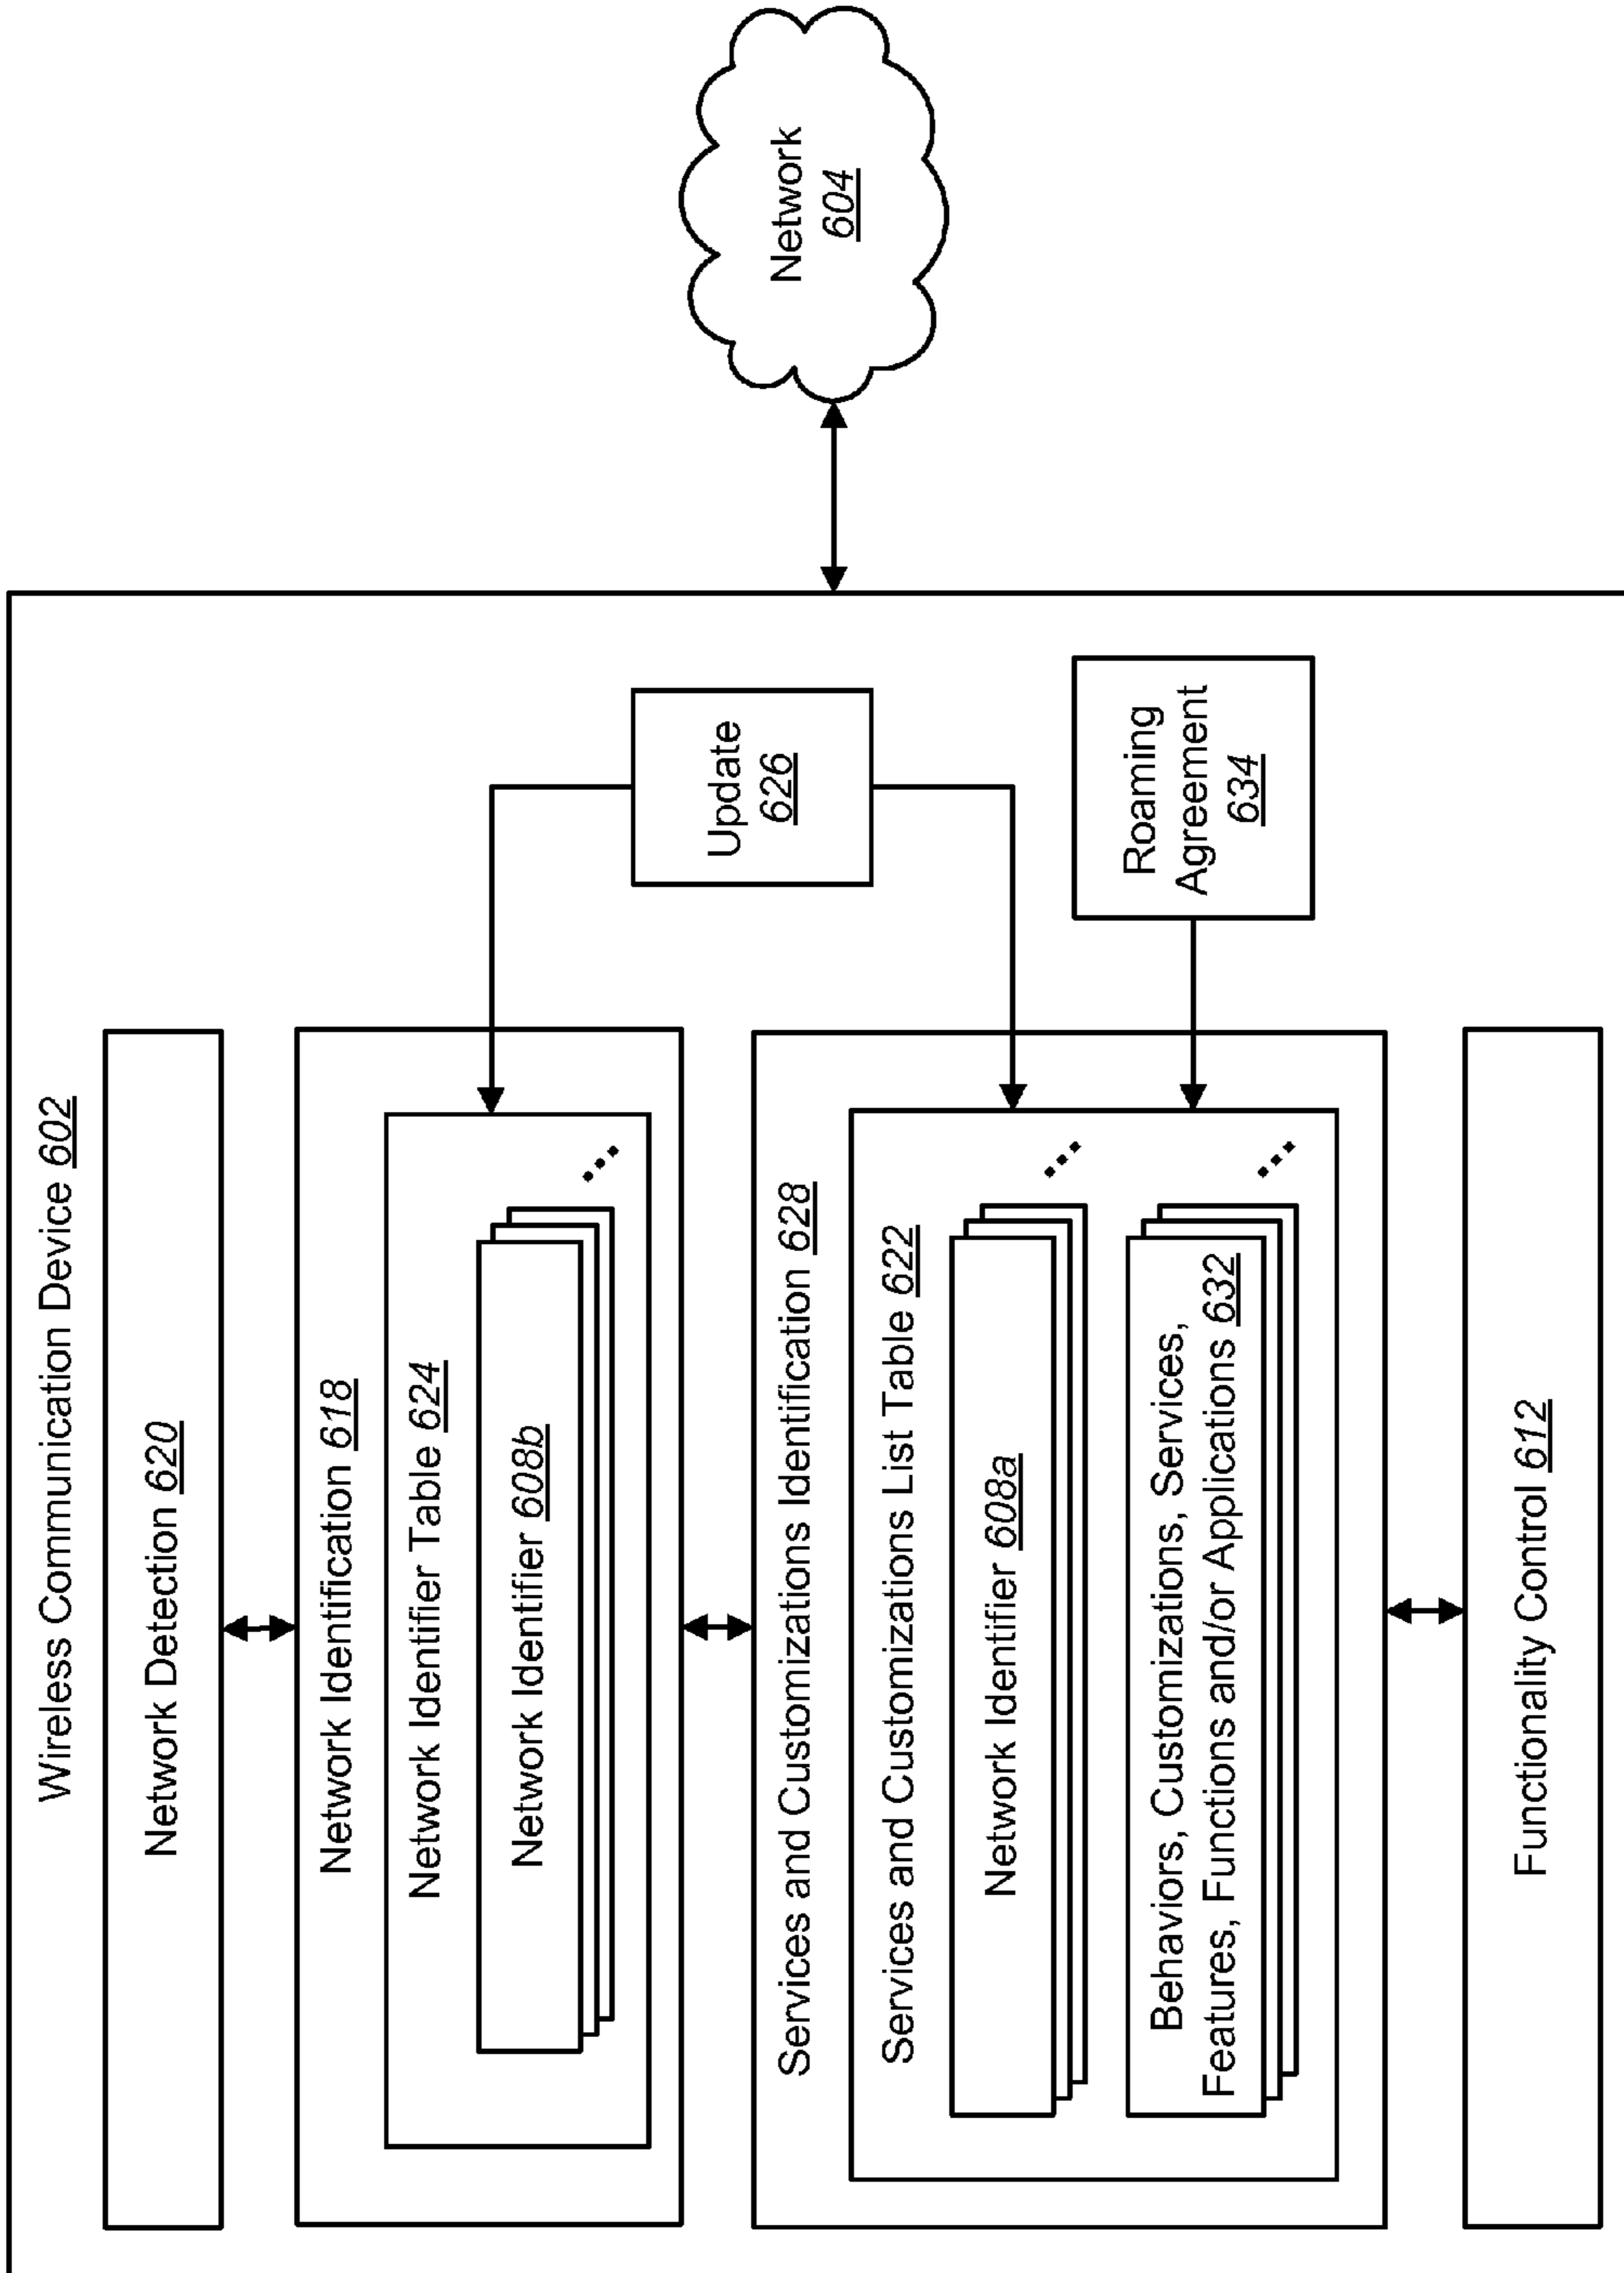 Wireless Communication Device 602
Network Detection 620
Network Identification 618
Network Identifier Table 624
Network Identifier 608b
Services and Customizations Identification 628
Services and Customizations List Table 622
Network Identifier 608a
Behaviors, Customizations, Services,
Features, Functions and/or Applications 632
Functionality Control 612
Update
626
Roaming
Agreement
634
Network
604